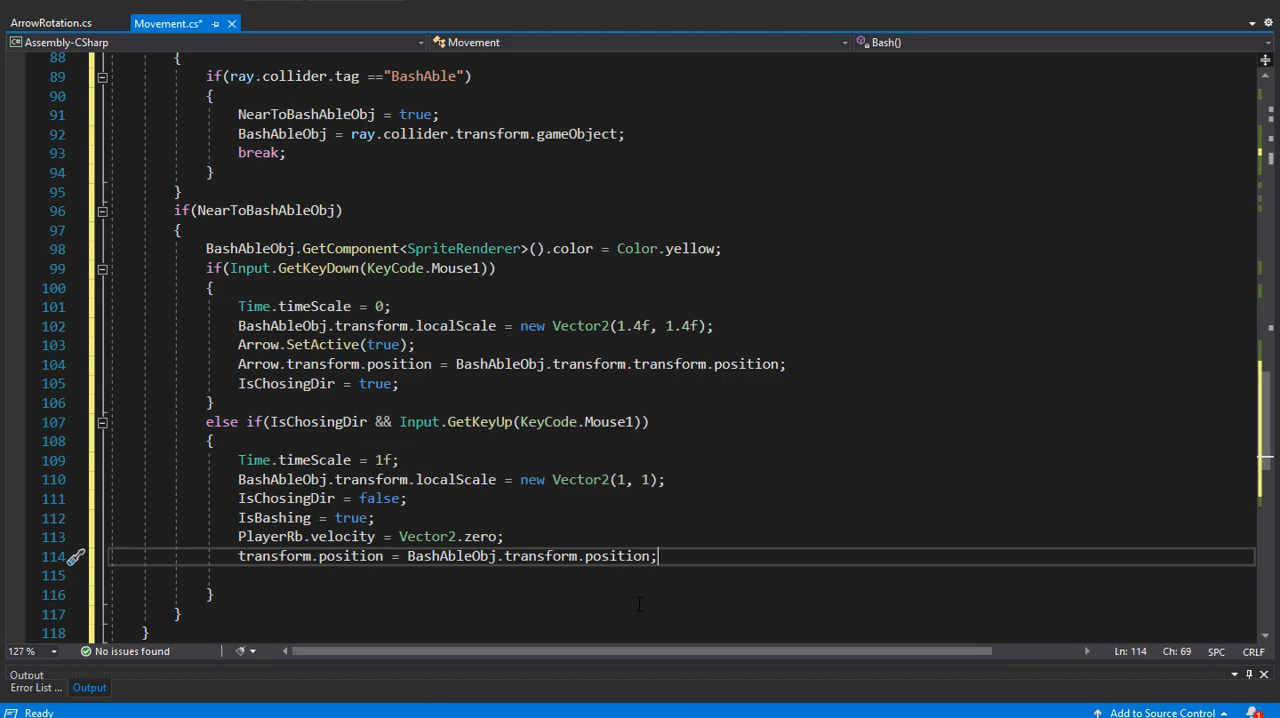 ArrowRotation.cs
Movement.cs*
Assembly-CSharp
Movement
Bash()
88 {
89 if(ray.collider.tag =="BashAble")
90 {
91 NearToBashAbleObj = true;
92 BashAbleObj = ray.collider.transform.gameObject;
93 break;
94 }
95 }
96 if(NearToBashAbleObj)
97 {
98 BashAbleObj.GetComponent<SpriteRenderer>().color = Color.yellow;
99 if(Input.GetKeyDown(KeyCode.Mouse1))
100 {
101 Time.timeScale = 0;
102 BashAbleObj.transform.localScale = new Vector2(1.4f, 1.4f);
103 Arrow.SetActive(true);
104 Arrow.transform.position = BashAbleObj.transform.transform.position;
105 IsChosingDir = true;
106 }
107 else if(IsChosingDir && Input.GetKeyUp(KeyCode.Mouse1))
108 {
109 Time.timeScale = 1f;
110 BashAbleObj.transform.localScale = new Vector2(1, 1);
111 IsChosingDir = false;
112 IsBashing = true;
113 PlayerRb.velocity = Vector2.zero;
114 transform.position = BashAbleObj.transform.position;
115
116 }
117 }
118 }
127 %
No issues found
Ln: 114
Ch: 69
SPC
CRLF
Output
Error List ...
Output
Ready
Add to Source Control
1